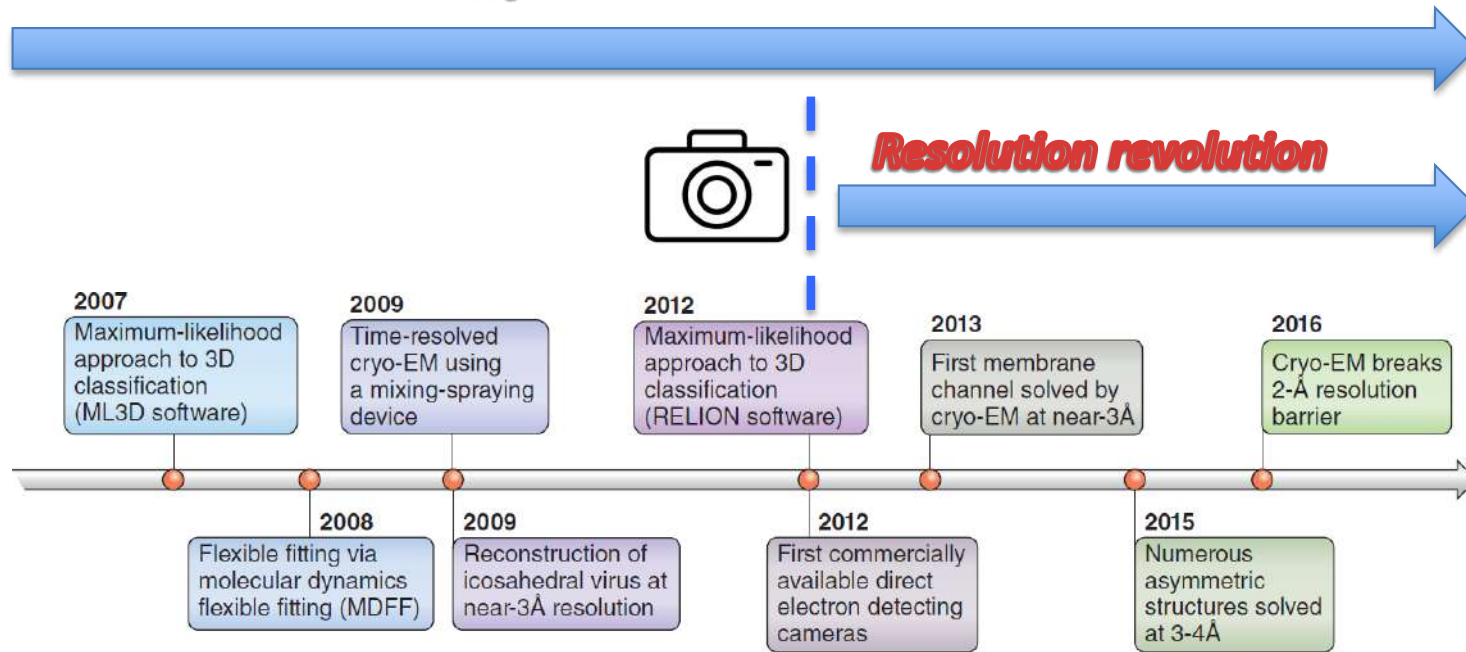 Resolution revolution
2007
Maximum-likelihood
approach to 3D
classification
(ML3D software)
2009
Time-resolved
cryo-EM using
a mixing-spraying
device
2012
Maximum-likelihood
approach to 3D
classification
(RELION software)
2013
First membrane
channel solved by
cryo-EM at near-3Å
2016
Cryo-EM breaks
2-Å resolution
barrier
2008
Flexible fitting via
molecular dynamics
flexible fitting (MDFF)
2009
Reconstruction of
icosahedral virus at
near-3Å resolution
2012
First commercially
available direct
electron detecting
cameras
2015
Numerous
asymmetric
structures solved
at 3-4Å